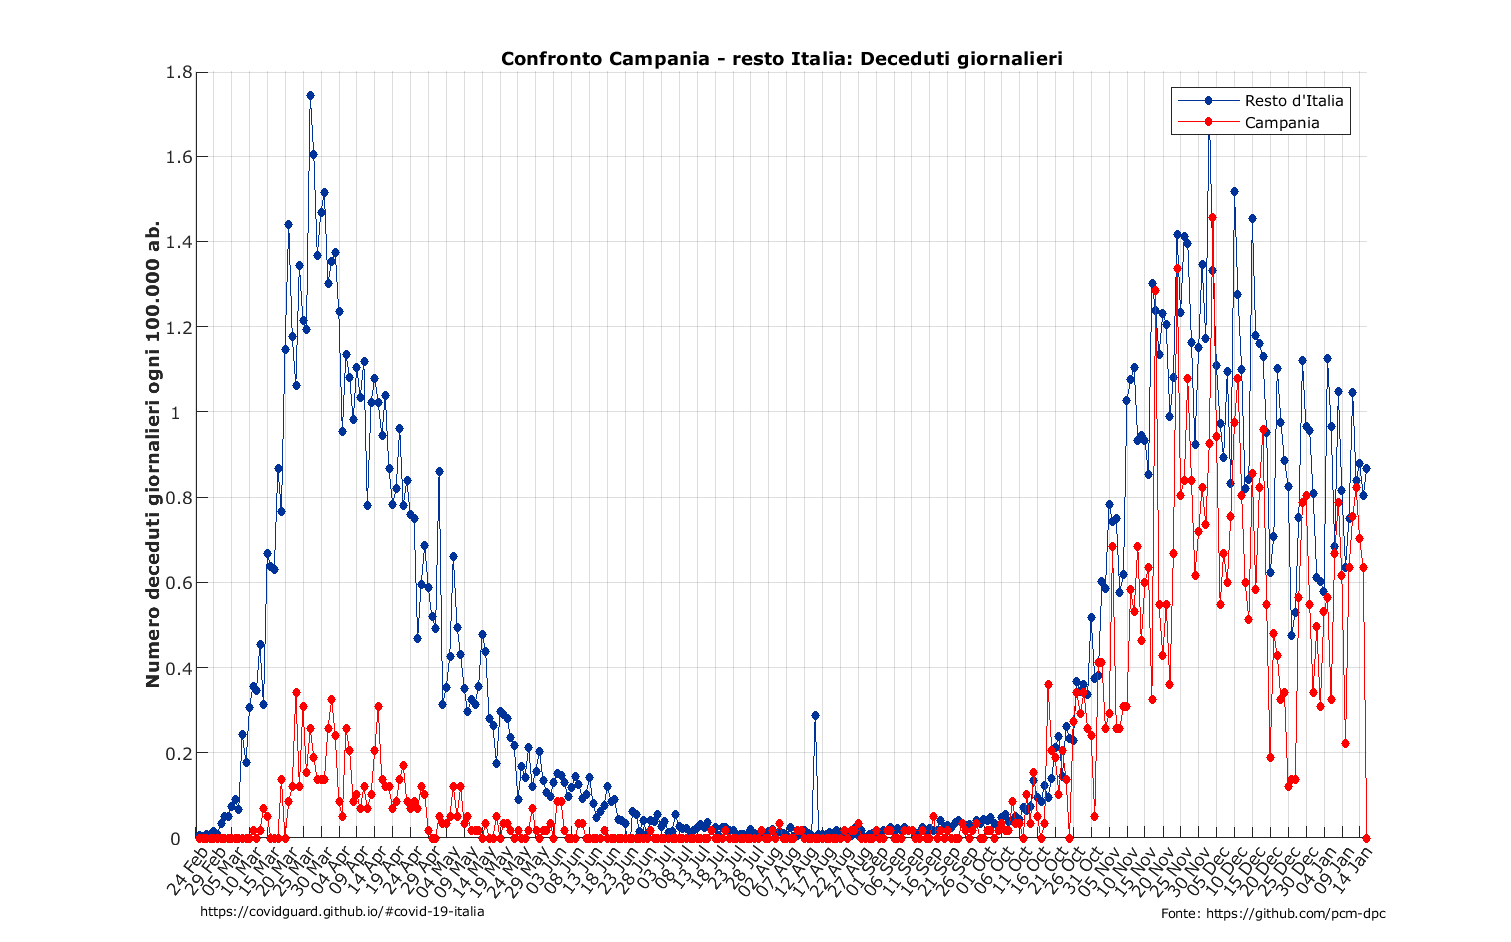 Confronto Campania - resto Italia: Deceduti giornalieri
Resto d'Italia
Campania
Numero deceduti giornalieri ogni 100.000 ab.
1.8
1.6
1.4
1.2
1
0.8
0.6
0.4
0.2
0
24 Feb
29 Feb
05 Mar
10 Mar
15 Mar
20 Mar
25 Mar
30 Mar
04 Apr
09 Apr
14 Apr
19 Apr
24 Apr
29 Apr
04 May
09 May
14 May
19 May
24 May
29 May
03 Jun
08 Jun
13 Jun
18 Jun
23 Jun
28 Jun
03 Jul
08 Jul
13 Jul
18 Jul
23 Jul
28 Jul
02 Aug
07 Aug
12 Aug
17 Aug
22 Aug
27 Aug
01 Sep
06 Sep
11 Sep
16 Sep
21 Sep
26 Sep
01 Oct
06 Oct
11 Oct
16 Oct
21 Oct
26 Oct
31 Oct
05 Nov
10 Nov
15 Nov
20 Nov
25 Nov
30 Nov
05 Dec
10 Dec
15 Dec
20 Dec
25 Dec
30 Dec
04 Jan
09 Jan
14 Jan
https://covidguard.github.io/#covid-19-italia
Fonte: https://github.com/pcm-dpc